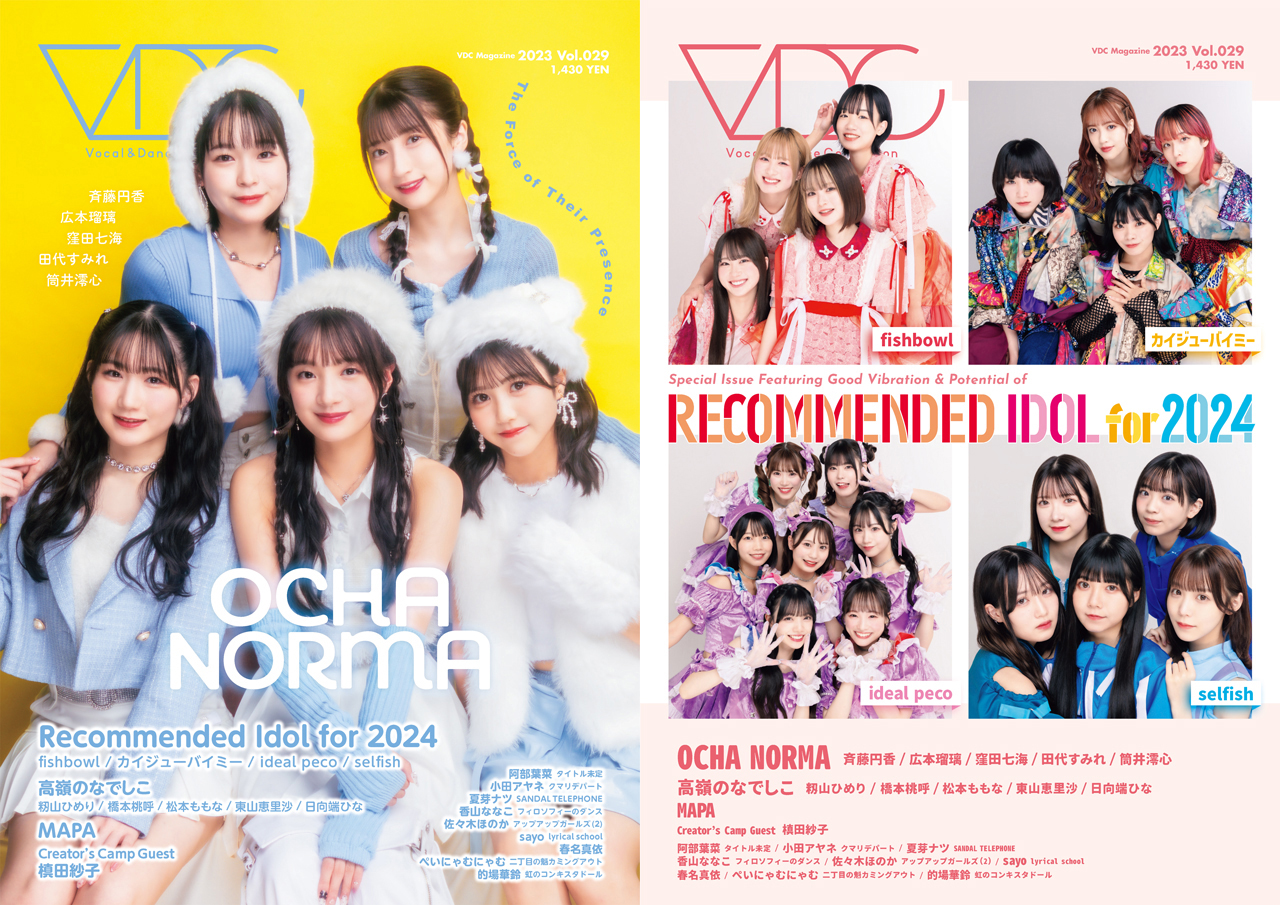 VDC
Vocal&Danc
VDC Magazine 2023 Vol.029
1,430 YEN
The Force of Their Presence
斉藤円香
広本瑠璃
窪田七海
田代すみれ
筒井澪心
OCHA
NORMA
Recommended Idol for 2024
fishbowl / カイジューバイミー / ideal peco / selfish
高嶺のなでしこ
籾山ひめり / 橋本桃呼 / 松本ももな / 東山恵里沙 / 日向端ひな
MAPA
Creator's Camp Guest
槙田紗子
阿部葉菜 タイトル未定
小田アヤネ クマリデパート
夏芽ナツ SANDAL TELEPHONE
香山ななこ フィロソフィーのダンス
佐々木ほのか アップアップガールズ(2)
sayo lyrical school
春名真依
ぺいにゃむにゃむ 二丁目の魁カミングアウト
的場華鈴 虹のコンキスタドール
VDC
VDC Magazine 2023 Vol.029
1,430 YEN
fishbowl
カイジューバイミー
Special Issue Featuring Good Vibration & Potential of
RECOMMENDED IDOL for 2024
ideal peco
selfish
OCHA NORMA 斉藤円香 / 広本瑠璃 / 窪田七海 / 田代すみれ / 筒井澪心
高嶺のなでしこ 籾山ひめり / 橋本桃呼 / 松本ももな / 東山恵里沙 / 日向端ひな
MAPA
Creator's Camp Guest 槙田紗子
阿部葉菜 タイトル未定 / 小田アヤネ クマリデパート / 夏芽ナツ SANDAL TELEPHONE
香山ななこ フィロソフィーのダンス / 佐々木ほのか アップアップガールズ(2) / sayo lyrical school
春名真依 / ぺいにゃむにゃむ 二丁目の魁カミングアウト / 的場華鈴 虹のコンキスタドール